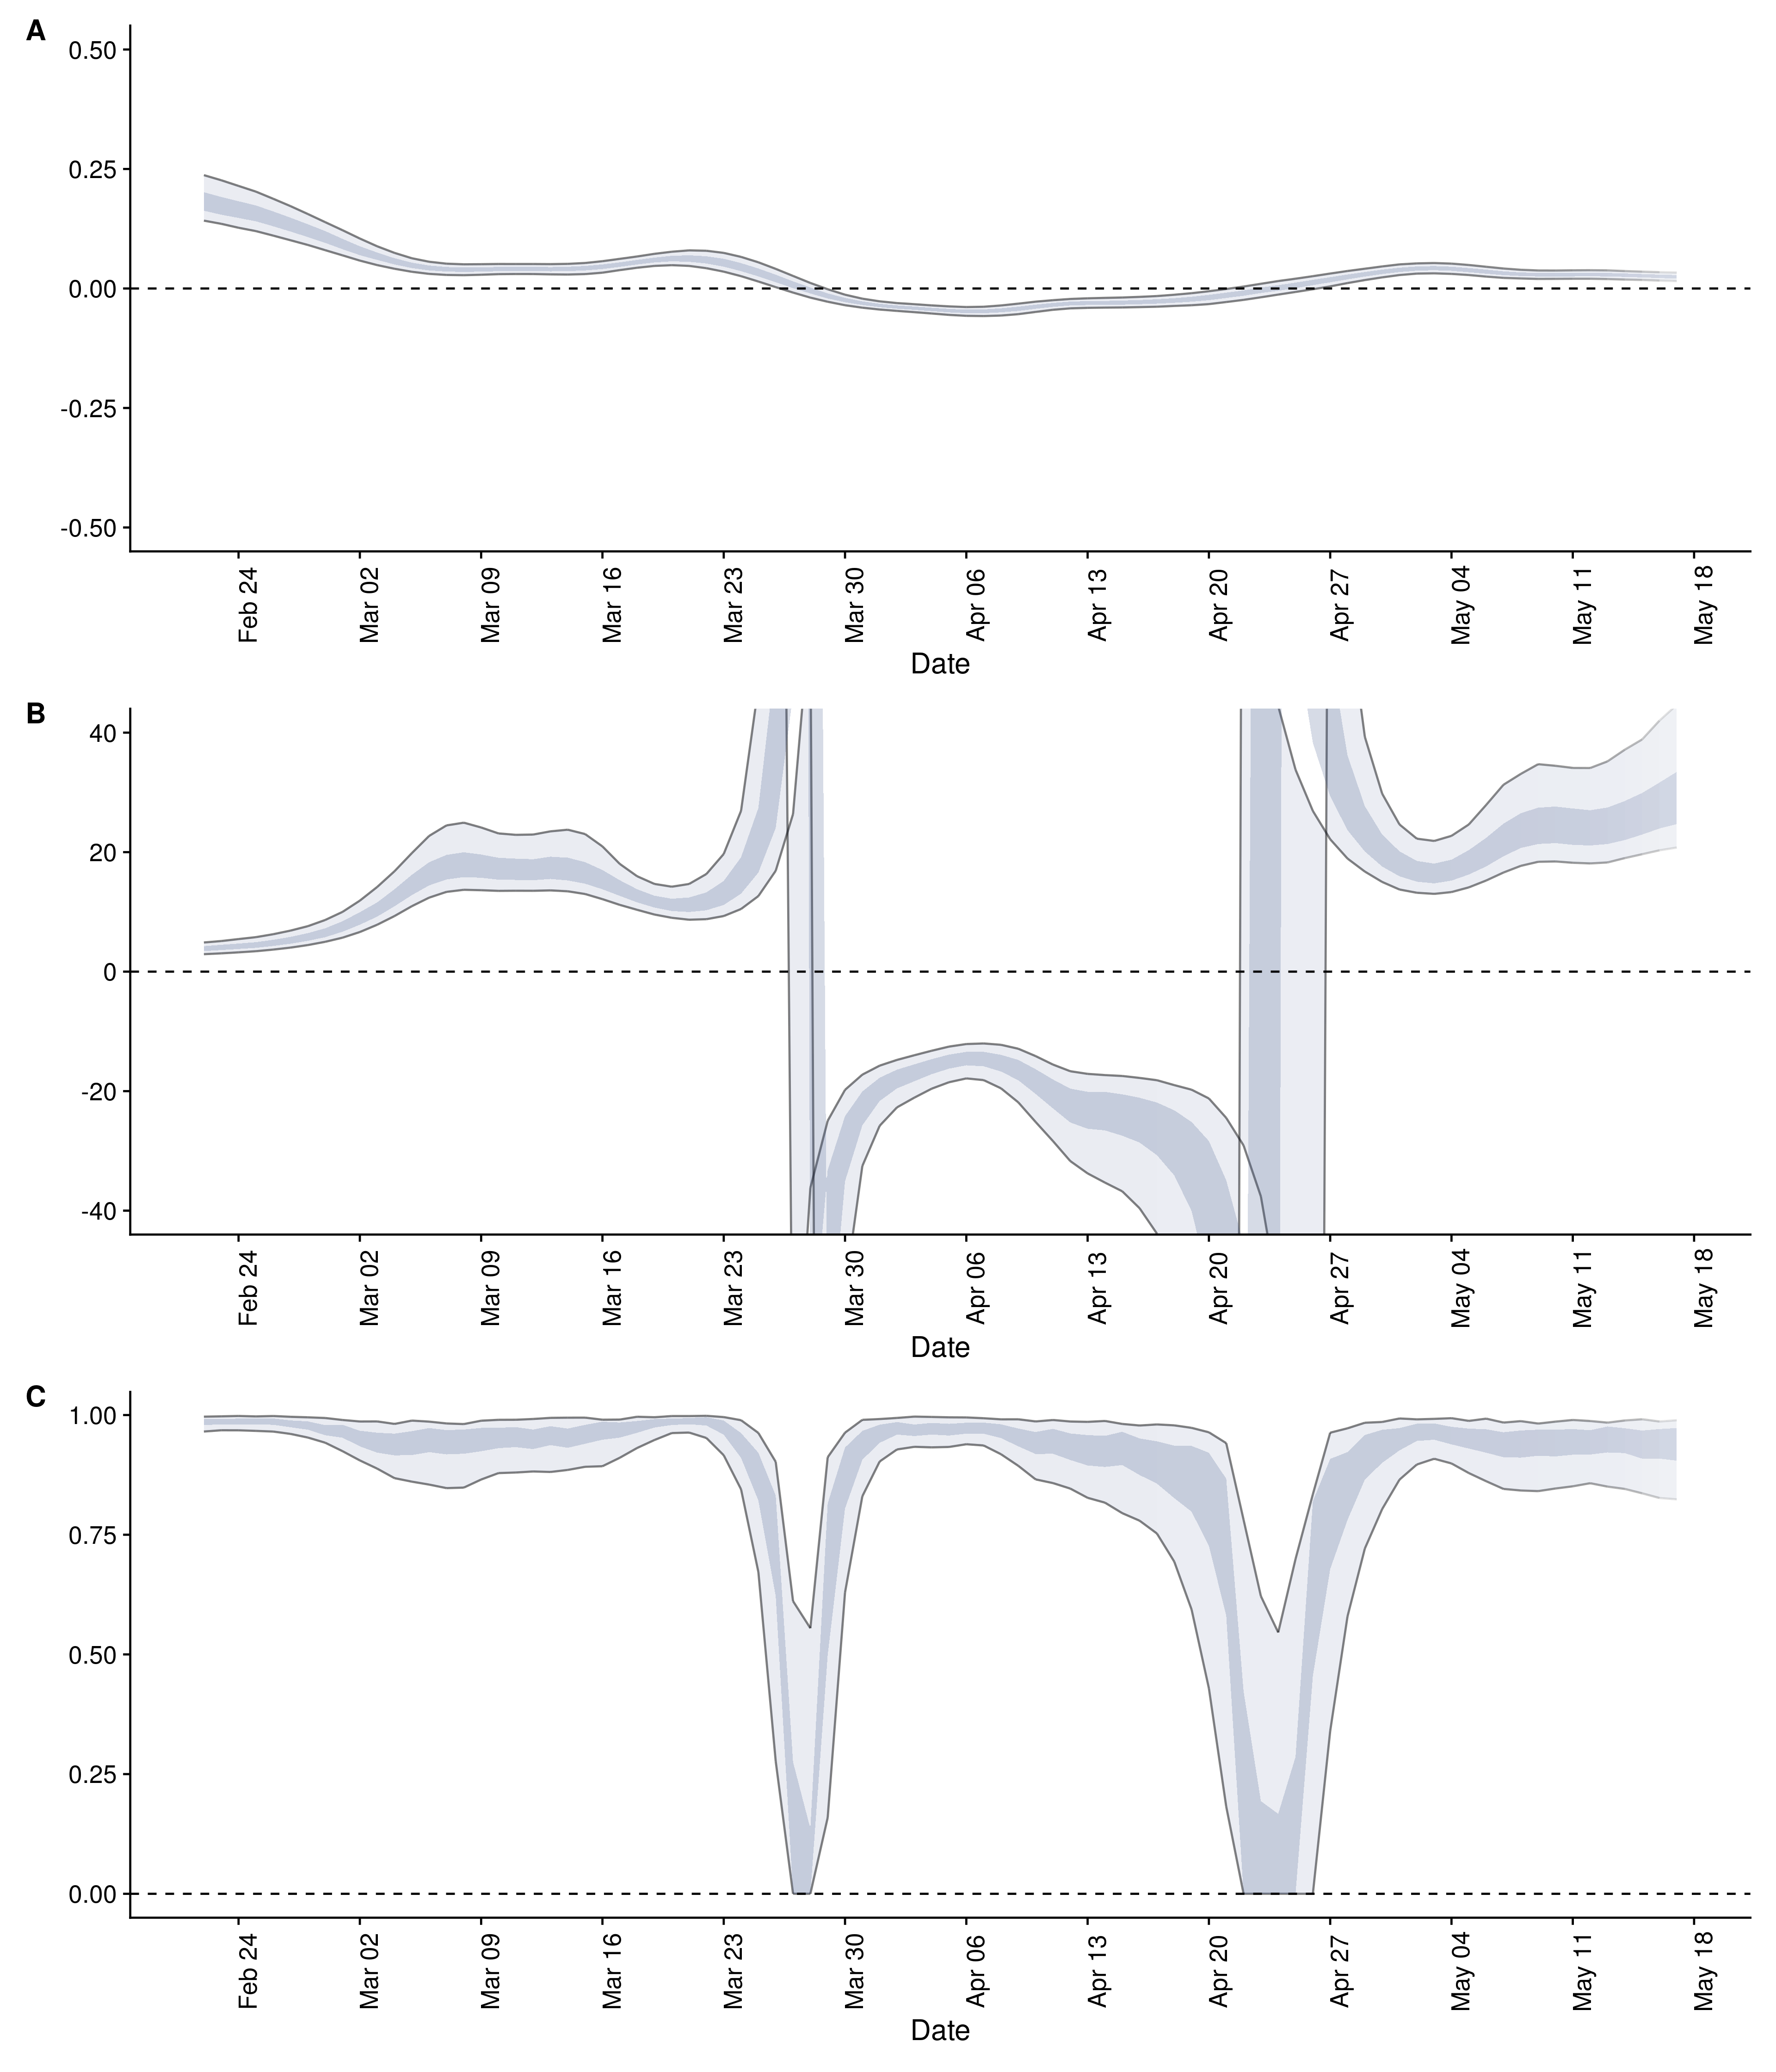 A
0.50
0.25
0.00
-0.25
-0.50
Feb 24
Mar 02
Mar 09
Mar 16
Mar 23
Mar 30
Apr 06
Apr 13
Apr 20
Apr 27
May 04
May 11
May 18
Date
B
40
20
0
-20
-40
Feb 24
Mar 02
Mar 09
Mar 16
Mar 23
Mar 30
Apr 06
Apr 13
Apr 20
Apr 27
May 04
May 11
May 18
Date
C
1.00
0.75
0.50
0.25
0.00
Feb 24
Mar 02
Mar 09
Mar 16
Mar 23
Mar 30
Apr 06
Apr 13
Apr 20
Apr 27
May 04
May 11
May 18
Date